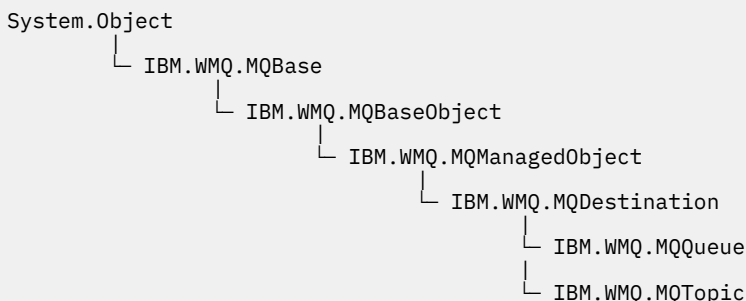 System.Object
IBM.WMQ.MQBase
IBM.WMQ.MQBaseObject
IBM.WMQ.MQManagedObject
IBM.WMQ.MQDestination
IBM.WMQ.MQQueue
IBM.WMQ.MQTopic